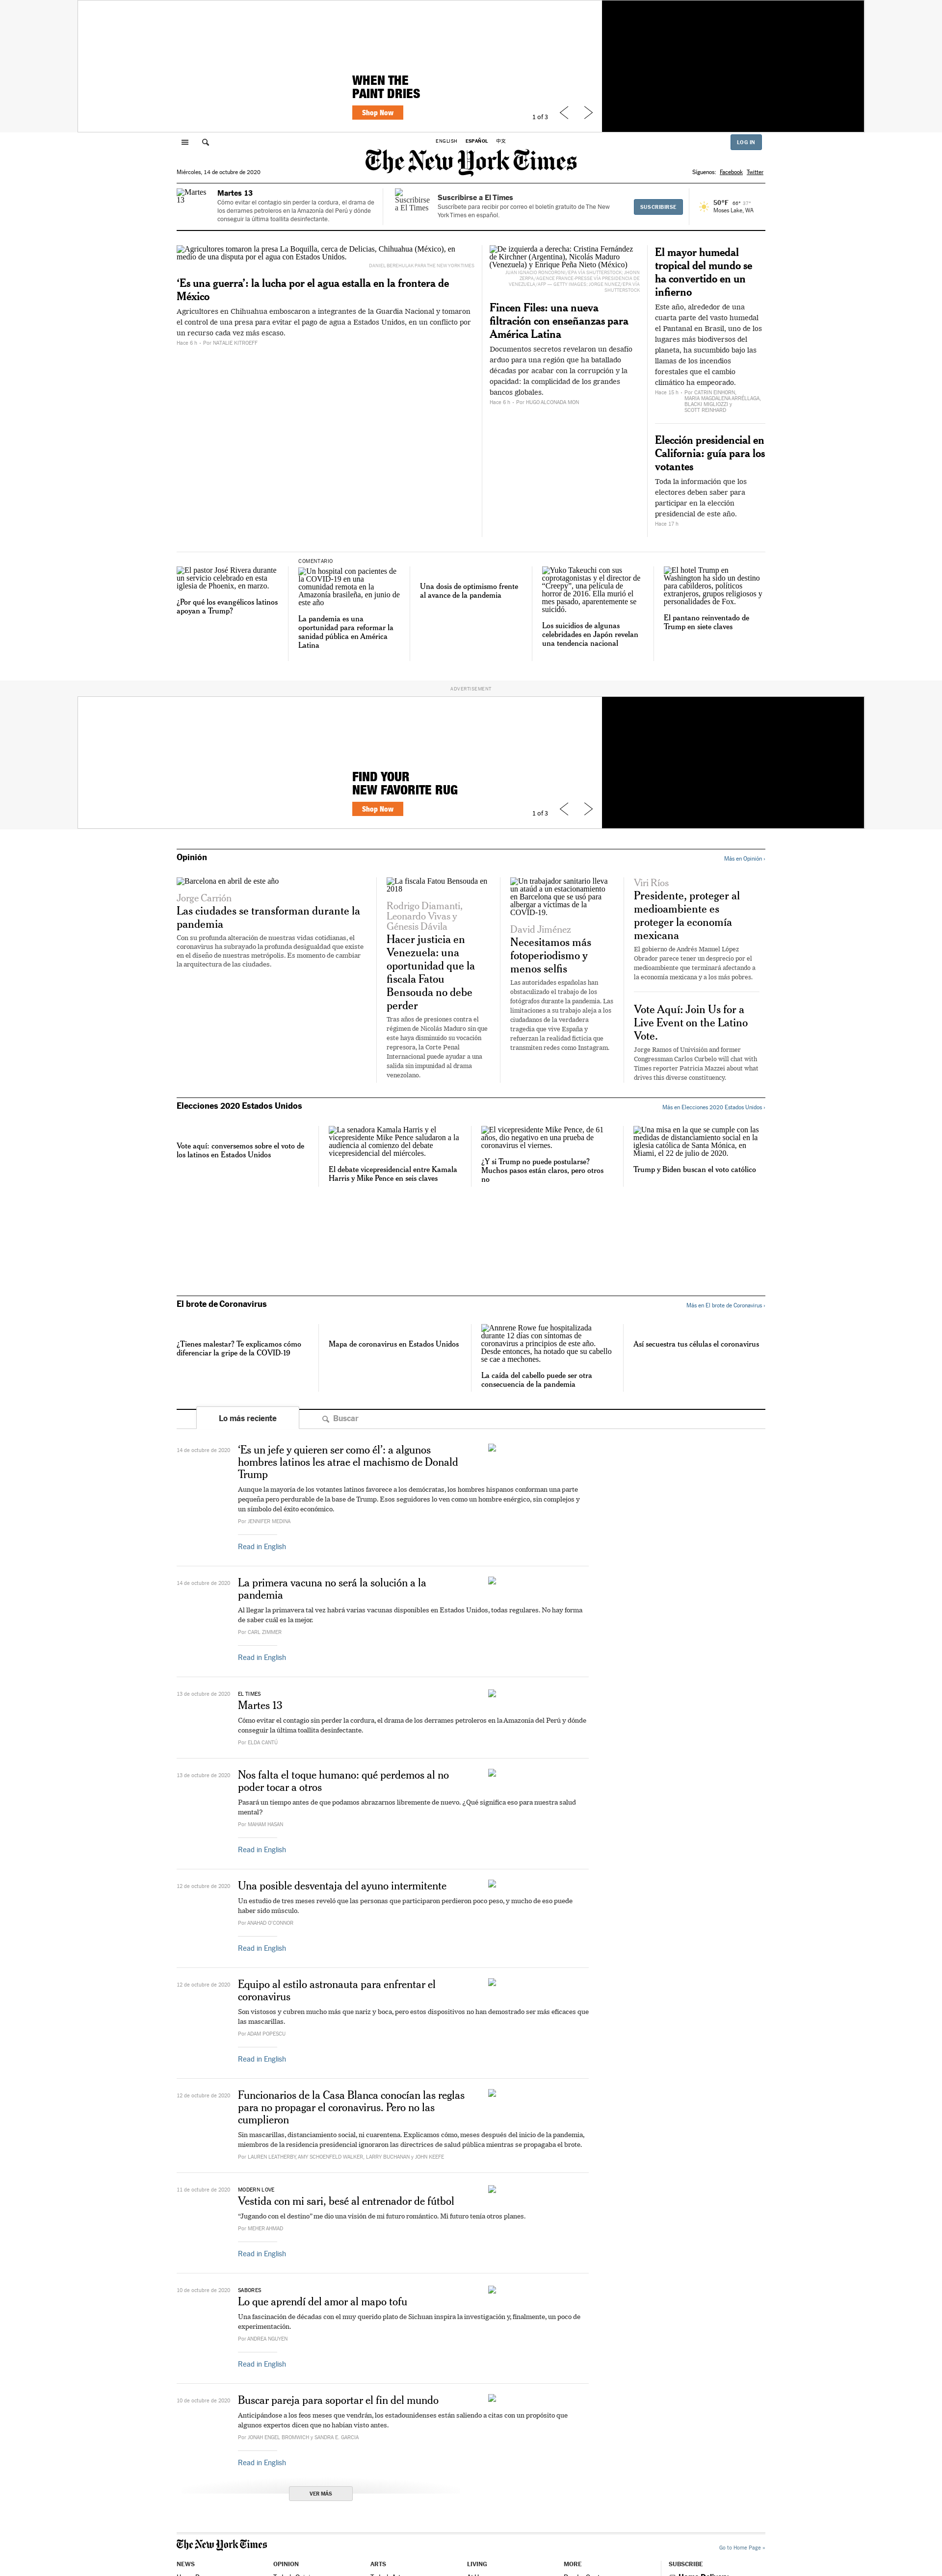 WHEN THE
PAINT DRIES
Shop Now
1 of 3
ENGLISH ESPAÑOL 中文
LOG IN
The New York Times
Miércoles, 14 de octubre de 2020
Síguenos: Facebook Twitter
Martes 13
Martes 13
Cómo evitar el contagio sin perder la cordura, el drama de los derrames petroleros en la Amazonía del Perú y dónde conseguir la última toallita desinfectante.
Suscribirse a El Times
Suscribirse a El Times
Suscríbete para recibir por correo el boletín gratuito de The New York Times en español.
SUSCRIBIRSE
50°F 68° 37°
Moses Lake, WA
Agricultores tomaron la presa La Boquilla, cerca de Delicias, Chihuahua (México), en medio de una disputa por el agua con Estados Unidos.
DANIEL BEREHULAK PARA THE NEW YORK TIMES
‘Es una guerra’: la lucha por el agua estalla en la frontera de México
Agricultores en Chihuahua emboscaron a integrantes de la Guardia Nacional y tomaron el control de una presa para evitar el pago de agua a Estados Unidos, en un conflicto por un recurso cada vez más escaso.
Hace 6 h - Por NATALIE KITROEFF
De izquierda a derecha: Cristina Fernández de Kirchner (Argentina), Nicolás Maduro (Venezuela) y Enrique Peña Nieto (México)
Fincen Files: una nueva filtración con enseñanzas para América Latina
Documentos secretos revelaron un desafío arduo para una región que ha batallado décadas por acabar con la corrupción y la opacidad: la complicidad de los grandes bancos globales.
Hace 6 h - Por HUGO ALCONADA MON
El mayor humedal tropical del mundo se ha convertido en un infierno
Este año, alrededor de una cuarta parte del vasto humedal el Pantanal en Brasil, uno de los lugares más biodiversos del planeta, ha sucumbido bajo las llamas de los incendios forestales que el cambio climático ha empeorado.
Hace 15 h - Por CATRIN EINHORN, MARIA MAGDALENA ARRÉLLAGA, BLACKI MIGLIOZZI y SCOTT REINHARD
Elección presidencial en California: guía para los votantes
Toda la información que los electores deben saber para participar en la elección presidencial de este año.
Hace 17 h
El pastor José Rivera durante un servicio celebrado en esta iglesia de Phoenix, en marzo.
¿Por qué los evangélicos latinos apoyan a Trump?
COMENTARIO
Un hospital con pacientes de la COVID-19 en una comunidad remota en la Amazonía brasileña, en junio de este año
La pandemia es una oportunidad para reformar la sanidad pública en América Latina
Una dosis de optimismo frente al avance de la pandemia
Yuko Takeuchi con sus coprotagonistas y el director de “Creepy”, una película de horror de 2016. Ella murió el mes pasado, aparentemente se suicidó.
Los suicidios de algunas celebridades en Japón revelan una tendencia nacional
El hotel Trump en Washington ha sido un destino para cabilderos, políticos extranjeros, grupos religiosos y personalidades de Fox.
El pantano reinventado de Trump en siete claves
ADVERTISEMENT
FIND YOUR
NEW FAVORITE RUG
Shop Now
1 of 3
Opinión
Más en Opinión ›
Barcelona en abril de este año
Jorge Carrión
Las ciudades se transforman durante la pandemia
Con su profunda alteración de nuestras vidas cotidianas, el coronavirus ha subrayado la profunda desigualdad que existe en el diseño de nuestras metrópolis. Es momento de cambiar la arquitectura de las ciudades.
La fiscala Fatou Bensouda en 2018
Rodrigo Diamanti, Leonardo Vivas y Génesis Dávila
Hacer justicia en Venezuela: una oportunidad que la fiscala Fatou Bensouda no debe perder
Tras años de presiones contra el régimen de Nicolás Maduro sin que este haya disminuido su vocación represora, la Corte Penal Internacional puede ayudar a una salida sin impunidad al drama venezolano.
Un trabajador sanitario lleva un ataúd a un estacionamiento en Barcelona que se usó para albergar a víctimas de la COVID-19.
David Jiménez
Necesitamos más fotoperiodismo y menos selfis
Las autoridades españolas han obstaculizado el trabajo de los fotógrafos durante la pandemia. Las limitaciones a su trabajo aleja a los ciudadanos de la verdadera tragedia que vive España y refuerzan la realidad ficticia que transmiten redes como Instagram.
Viri Ríos
Presidente, proteger al medioambiente es proteger la economía mexicana
El gobierno de Andrés Manuel López Obrador parece tener un desprecio por el medioambiente que terminará afectando a la economía mexicana y a los más pobres.
Vote Aquí: Join Us for a Live Event on the Latino Vote.
Jorge Ramos of Univisión and former Congressman Carlos Curbelo will chat with Times reporter Patricia Mazzei about what drives this diverse constituency.
Elecciones 2020 Estados Unidos
Más en Elecciones 2020 Estados Unidos ›
Vote aquí: conversemos sobre el voto de los latinos en Estados Unidos
La senadora Kamala Harris y el vicepresidente Mike Pence saludaron a la audiencia al comienzo del debate vicepresidencial del miércoles.
El debate vicepresidencial entre Kamala Harris y Mike Pence en seis claves
El vicepresidente Mike Pence, de 61 años, dio negativo en una prueba de coronavirus el viernes.
¿Y si Trump no puede postularse? Muchos pasos están claros, pero otros no
Una misa en la que se cumple con las medidas de distanciamiento social en la iglesia católica de Santa Mónica, en Miami, el 22 de julio de 2020.
Trump y Biden buscan el voto católico
El brote de Coronavirus
Más en El brote de Coronavirus ›
¿Tienes malestar? Te explicamos cómo diferenciar la gripe de la COVID-19
Mapa de coronavirus en Estados Unidos
Annrene Rowe fue hospitalizada durante 12 días con síntomas de coronavirus a principios de este año. Desde entonces, ha notado que su cabello se cae a mechones.
La caída del cabello puede ser otra consecuencia de la pandemia
Así secuestra tus células el coronavirus
Lo más reciente
Buscar
14 de octubre de 2020
‘Es un jefe y quieren ser como él’: a algunos hombres latinos les atrae el machismo de Donald Trump
Aunque la mayoría de los votantes latinos favorece a los demócratas, los hombres hispanos conforman una parte pequeña pero perdurable de la base de Trump. Esos seguidores lo ven como un hombre enérgico, sin complejos y un símbolo del éxito económico.
Por JENNIFER MEDINA
Read in English
14 de octubre de 2020
La primera vacuna no será la solución a la pandemia
Al llegar la primavera tal vez habrá varias vacunas disponibles en Estados Unidos, todas regulares. No hay forma de saber cuál es la mejor.
Por CARL ZIMMER
Read in English
13 de octubre de 2020
EL TIMES
Martes 13
Cómo evitar el contagio sin perder la cordura, el drama de los derrames petroleros en la Amazonía del Perú y dónde conseguir la última toallita desinfectante.
Por ELDA CANTÚ
13 de octubre de 2020
Nos falta el toque humano: qué perdemos al no poder tocar a otros
Pasará un tiempo antes de que podamos abrazarnos libremente de nuevo. ¿Qué significa eso para nuestra salud mental?
Por MAHAM HASAN
Read in English
12 de octubre de 2020
Una posible desventaja del ayuno intermitente
Un estudio de tres meses reveló que las personas que participaron perdieron poco peso, y mucho de eso puede haber sido músculo.
Por ANAHAD O'CONNOR
Read in English
12 de octubre de 2020
Equipo al estilo astronauta para enfrentar el coronavirus
Son vistosos y cubren mucho más que nariz y boca, pero estos dispositivos no han demostrado ser más eficaces que las mascarillas.
Por ADAM POPESCU
Read in English
12 de octubre de 2020
Funcionarios de la Casa Blanca conocían las reglas para no propagar el coronavirus. Pero no las cumplieron
Sin mascarillas, distanciamiento social, ni cuarentena. Explicamos cómo, meses después del inicio de la pandemia, miembros de la residencia presidencial ignoraron las directrices de salud pública mientras se propagaba el brote.
Por LAUREN LEATHERBY, AMY SCHOENFELD WALKER, LARRY BUCHANAN y JOHN KEEFE
11 de octubre de 2020
MODERN LOVE
Vestida con mi sari, besé al entrenador de fútbol
“Jugando con el destino” me dio una visión de mi futuro romántico. Mi futuro tenía otros planes.
Por MEHER AHMAD
Read in English
10 de octubre de 2020
SABORES
Lo que aprendí del amor al mapo tofu
Una fascinación de décadas con el muy querido plato de Sichuan inspira la investigación y, finalmente, un poco de experimentación.
Por ANDREA NGUYEN
Read in English
10 de octubre de 2020
Buscar pareja para soportar el fin del mundo
Anticipándose a los feos meses que vendrán, los estadounidenses están saliendo a citas con un propósito que algunos expertos dicen que no habían visto antes.
Por JONAH ENGEL BROMWICH y SANDRA E. GARCIA
Read in English
VER MÁS
The New York Times
Go to Home Page »
NEWS OPINION ARTS LIVING MORE SUBSCRIBE